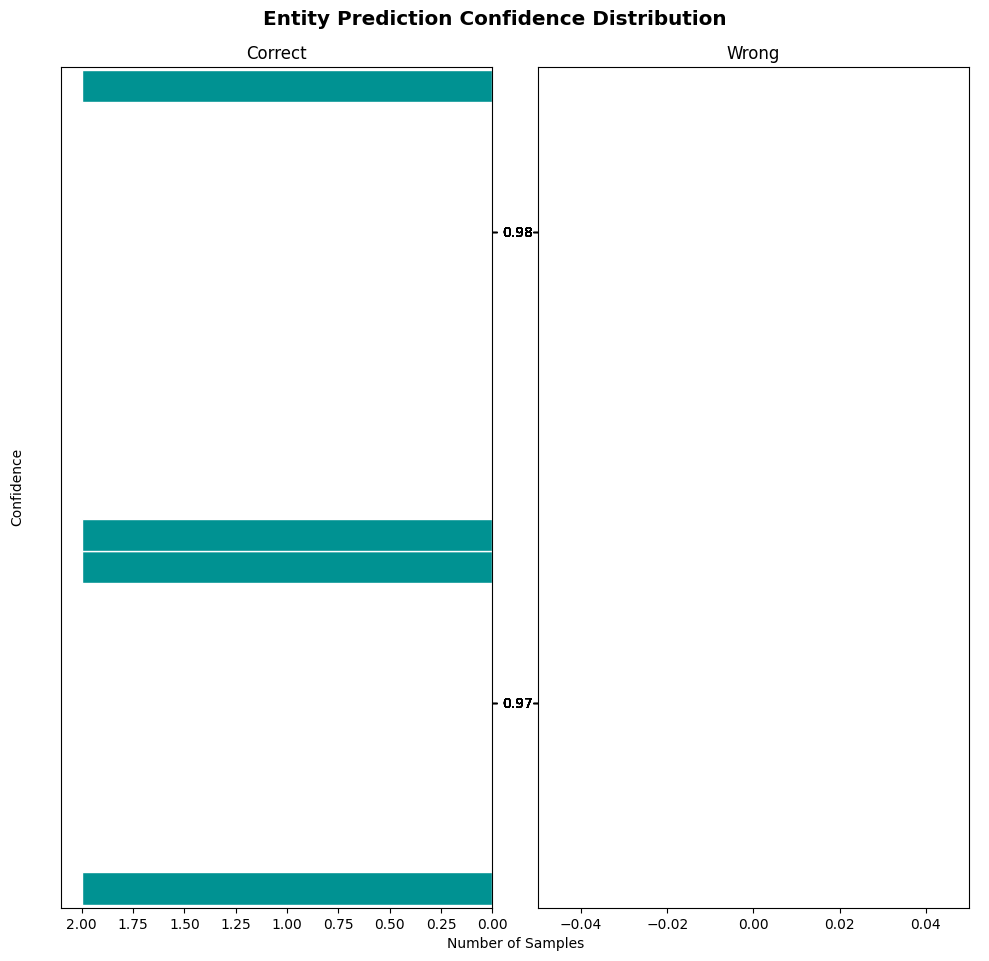 Entity Prediction Confidence Distribution
Correct
Wrong
0.98
Confidence
0.97
2.00 1.75 1.50 1.25 1.00 0.75 0.50 0.25 0.00
−0.04 −0.02 0.00 0.02 0.04
Number of Samples